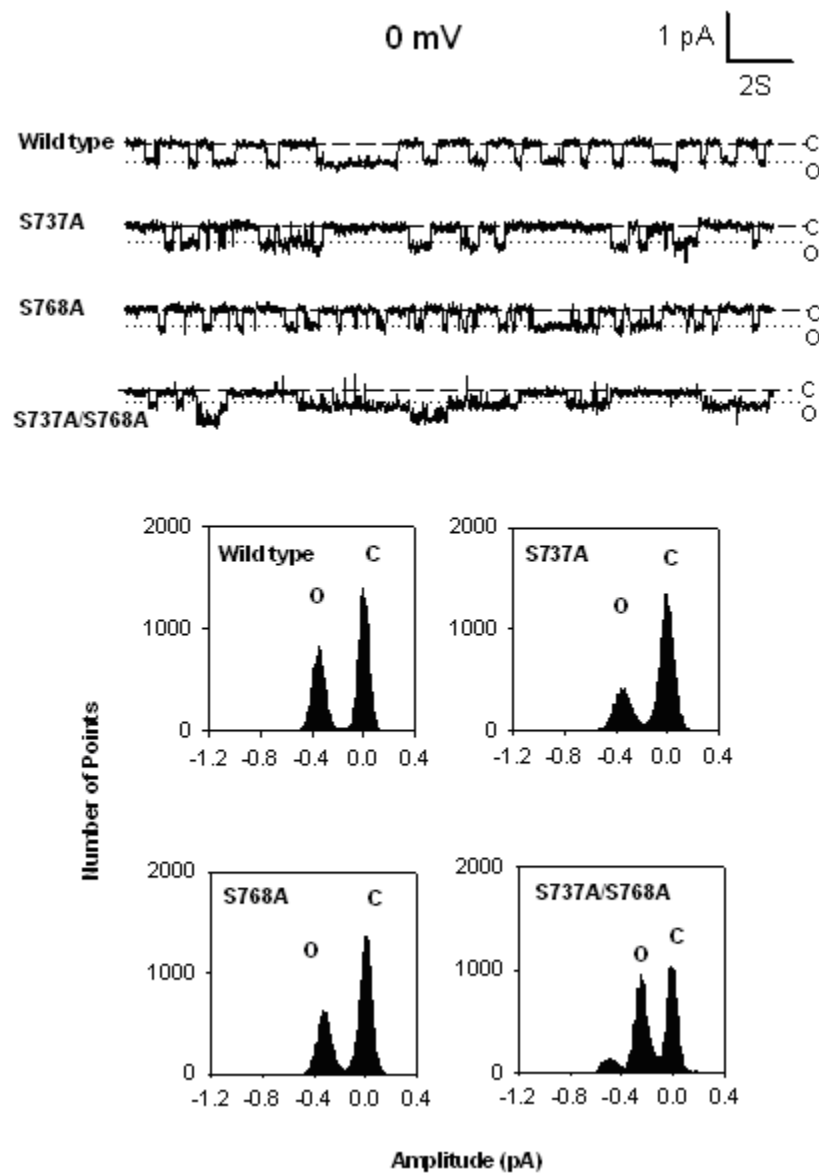 0 mV
1 pA
2S
Wild type
C
O
S737A
C
O
S768A
C
O
S737A/S768A
C
O
2000
1000
0
Wild type
O
C
-1.2 -0.8 -0.4 0.0 0.4
2000
1000
0
S737A
O
C
-1.2 -0.8 -0.4 0.0 0.4
Number of Points
2000
1000
0
S768A
O
C
-1.2 -0.8 -0.4 0.0 0.4
2000
1000
0
S737A/S768A
O
C
-1.2 -0.8 -0.4 0.0 0.4
Amplitude (pA)